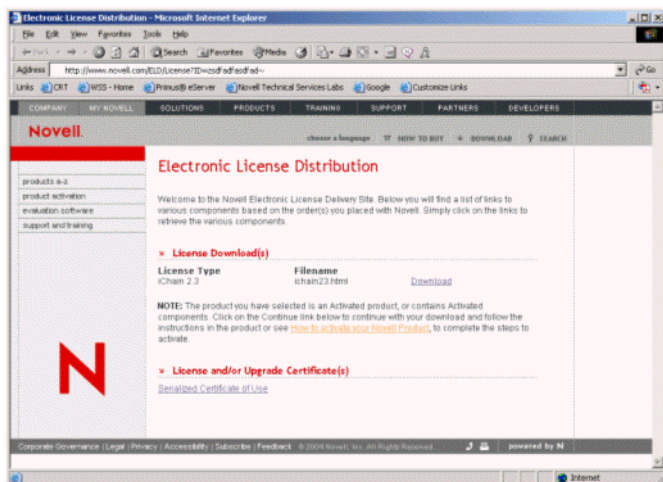 Electronic License Distribution - Microsoft Internet Explorer
File Edit View Favorites Tools Help
Back Search Favorites Media
Address http://www.novell.com/ELD/License?ID=zsdfadfasdfad~ Go
Links CRT WSS - Home Primus® eServer Novell Technical Services Labs Google Customize Links
COMPANY MY NOVELL SOLUTIONS PRODUCTS TRAINING SUPPORT PARTNERS DEVELOPERS
Novell.
choose a language HOW TO BUY DOWNLOAD SEARCH
products a-z
product activation
evaluation software
support and training
Electronic License Distribution
Welcome to the Novell Electronic License Delivery Site. Below you will find a list of links to
various components based on the order(s) you placed with Novell. Simply click on the links to
retrieve the various components.
License Download(s)
License Type Filename
iChain 2.3 ichain23.html Download
NOTE: The product you have selected is an Activated product, or contains Activated
components. Click on the Continue link below to continue with your download and follow the
instructions in the product or see How to activate your Novell Product, to complete the steps to
activate.
License and/or Upgrade Certificate(s)
Serialized Certificate of Use
N
Corporate Governance | Legal | Privacy | Accessibility | Subscribe | Feedback © 2004 Novell, Inc. All Rights Reserved. powered by N
Internet